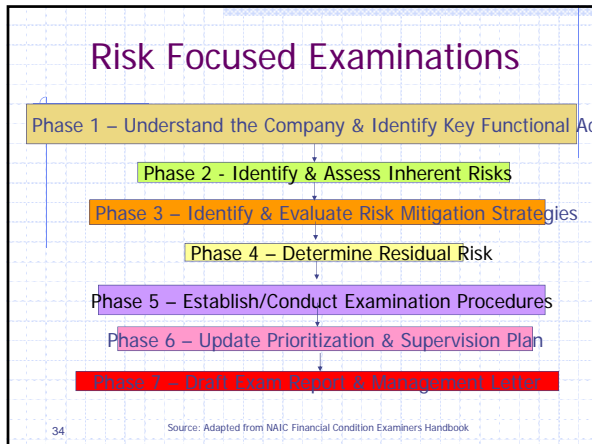 Risk Focused Examinations
Phase 1 – Understand the Company & Identify Key Functional
Phase 2 - Identify & Assess Inherent Risks
Phase 3 – Identify & Evaluate Risk Mitigation Strategies
Phase 4 – Determine Residual Risk
Phase 5 – Establish/Conduct Examination Procedures
Phase 6 – Update Prioritization & Supervision Plan
Phase 7 – Draft Exam Report & Management Letter
34
Source: Adapted from NAIC Financial Condition Examiners Handbook